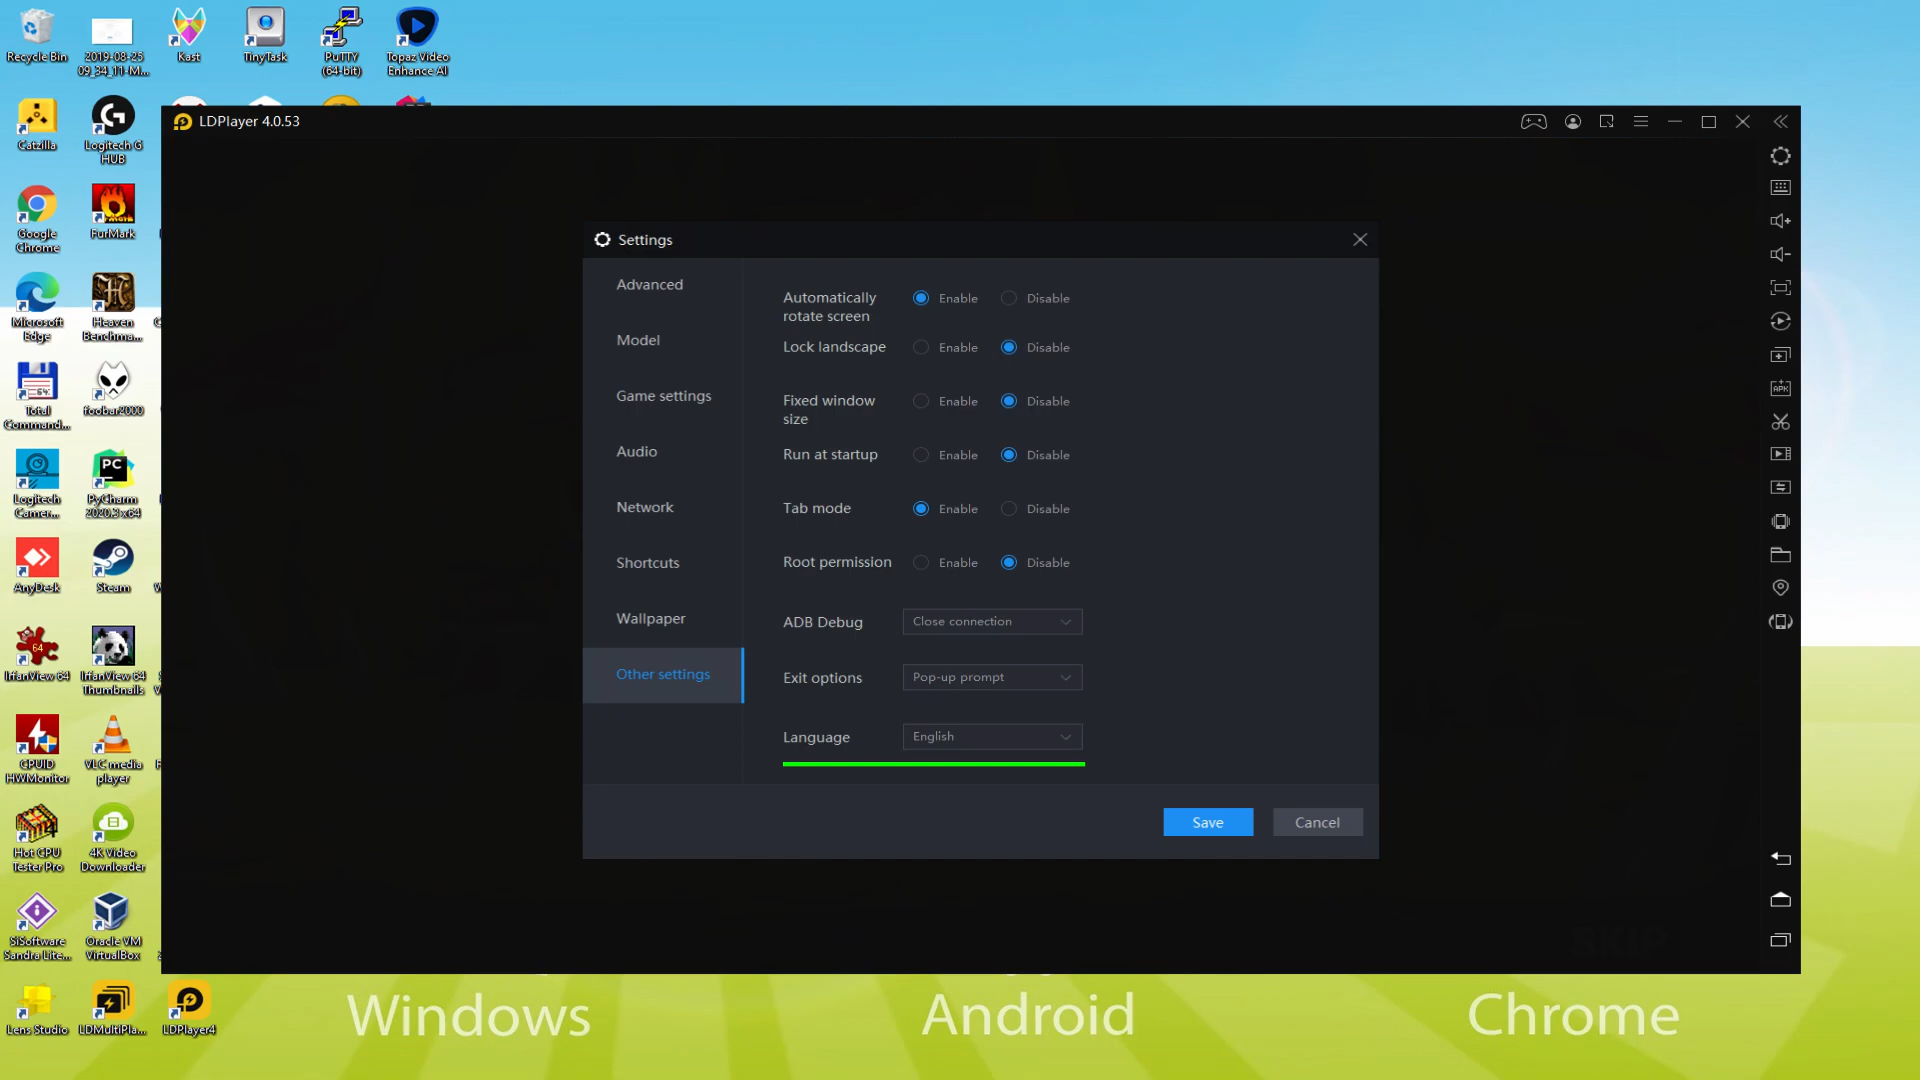 Recycle Bin
2019-08-25
09_34_11-M...
Kast
TinyTask
PuTTY
(64-bit)
Topaz Video
Enhance AI
Catzilla
Logitech G
HUB
Google
Chrome
FurMark
Microsoft
Edge
Heaven
Benchma...
Total
Command...
foobar2000
Logitech
Camer...
PyCharm
2020.3 x64
AnyDesk
Steam
IrfanView 64
IrfanView 64
Thumbnails
CPUID
HWMonitor
VLC media
player
Hot CPU
Tester Pro
4K Video
Downloader
SiSoftware
Sandra Lite...
Oracle VM
VirtualBox
Lens Studio
LDMultiPla...
LDPlayer4
LDPlayer 4.0.53
Settings
Advanced
Model
Game settings
Audio
Network
Shortcuts
Wallpaper
Other settings
Automatically
rotate screen
Enable Disable
Lock landscape Enable Disable
Fixed window
size
Enable Disable
Run at startup Enable Disable
Tab mode Enable Disable
Root permission Enable Disable
ADB Debug Close connection
Exit options Pop-up prompt
Language English
Save Cancel
APK
SKIP
Windows Android Chrome